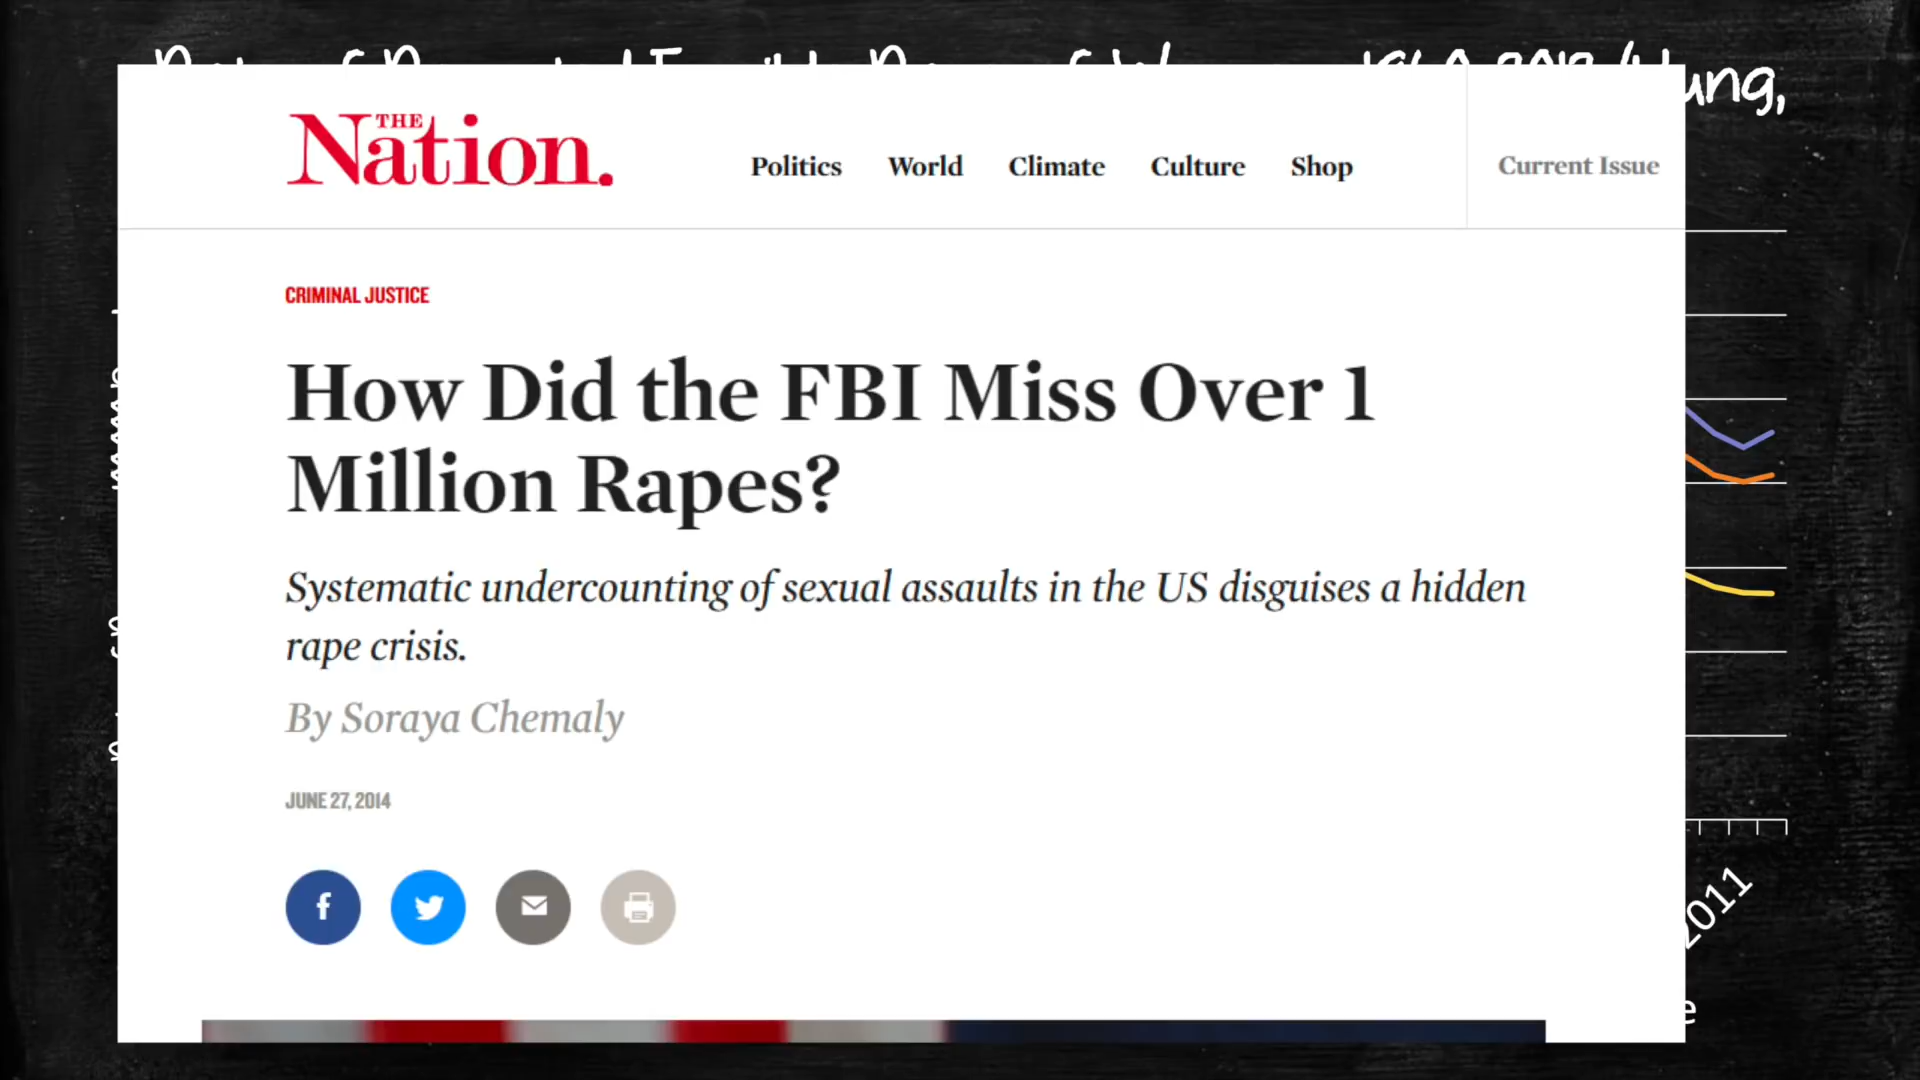 ung,
THE
Nation.
Politics World Climate Culture Shop Current Issue
CRIMINAL JUSTICE
How Did the FBI Miss Over 1
Million Rapes?
Systematic undercounting of sexual assaults in the US disguises a hidden
rape crisis.
By Soraya Chemaly
JUNE 27, 2014
2011